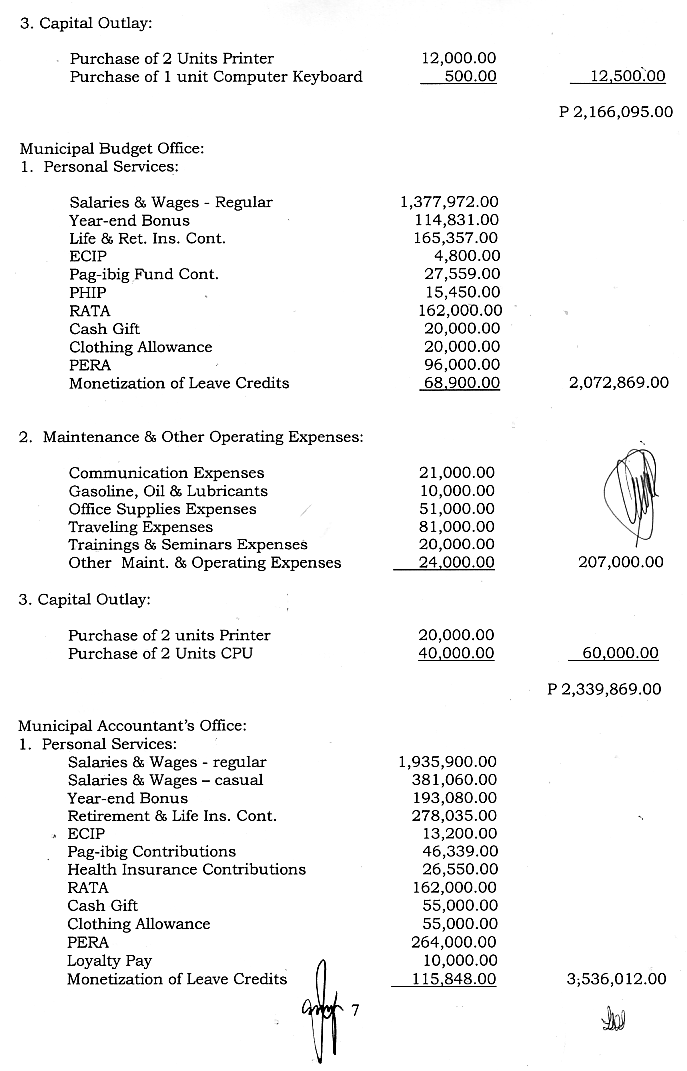 3. Capital Outlay:
Purchase of 2 Units Printer 12,000.00
Purchase of 1 unit Computer Keyboard 500.00 12,500.00
P 2,166,095.00
Municipal Budget Office:
1. Personal Services:
Salaries & Wages - Regular 1,377,972.00
Year-end Bonus 114,831.00
Life & Ret. Ins. Cont. 165,357.00
ECIP 4,800.00
Pag-ibig Fund Cont. 27,559.00
PHIP 15,450.00
RATA 162,000.00
Cash Gift 20,000.00
Clothing Allowance 20,000.00
PERA 96,000.00
Monetization of Leave Credits 68,900.00 2,072,869.00
2. Maintenance & Other Operating Expenses:
Communication Expenses 21,000.00
Gasoline, Oil & Lubricants 10,000.00
Office Supplies Expenses 51,000.00
Traveling Expenses 81,000.00
Trainings & Seminars Expenses 20,000.00
Other Maint. & Operating Expenses 24,000.00 207,000.00
3. Capital Outlay:
Purchase of 2 units Printer 20,000.00
Purchase of 2 Units CPU 40,000.00 60,000.00
P 2,339,869.00
Municipal Accountant’s Office:
1. Personal Services:
Salaries & Wages - regular 1,935,900.00
Salaries & Wages – casual 381,060.00
Year-end Bonus 193,080.00
Retirement & Life Ins. Cont. 278,035.00
ECIP 13,200.00
Pag-ibig Contributions 46,339.00
Health Insurance Contributions 26,550.00
RATA 162,000.00
Cash Gift 55,000.00
Clothing Allowance 55,000.00
PERA 264,000.00
Loyalty Pay 10,000.00
Monetization of Leave Credits 115,848.00 3,536,012.00
7